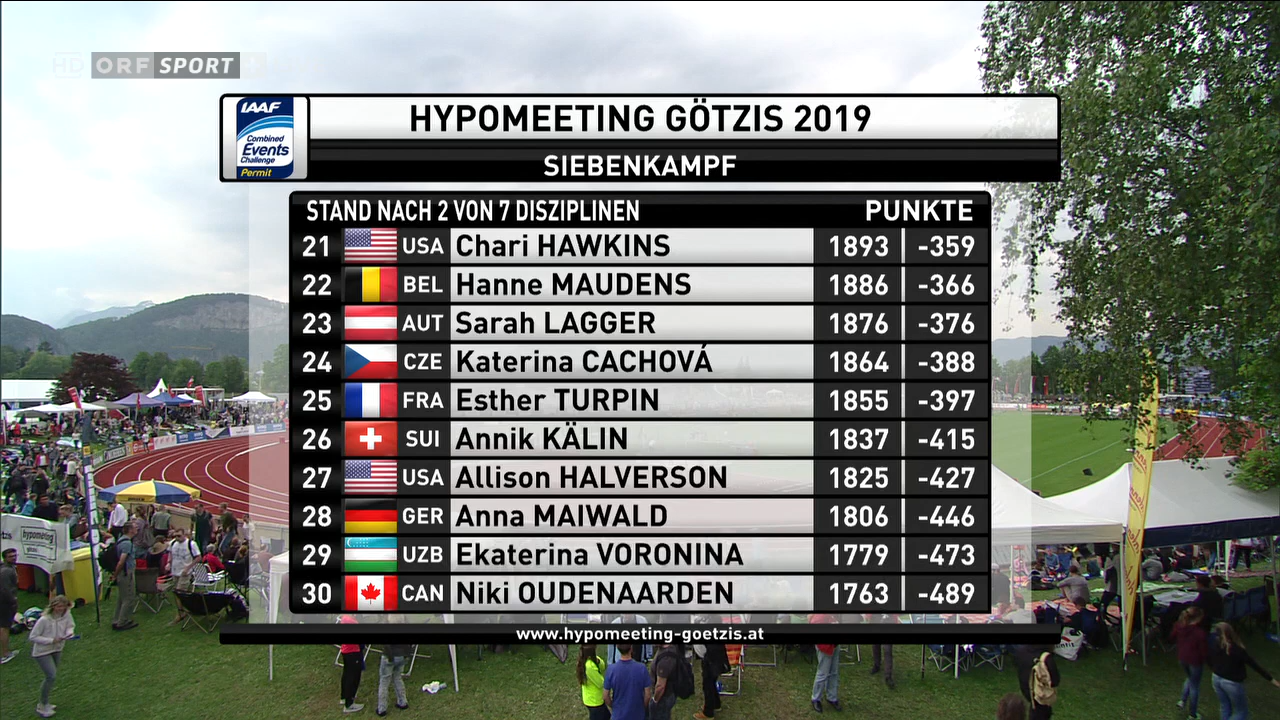 HD ORF SPORT +
IAAF
Combined
Events
Challenge
Permit
HYPOMEETING GÖTZIS 2019
SIEBENKAMPF
STAND NACH 2 VON 7 DISZIPLINEN PUNKTE
21 USA Chari HAWKINS 1893 -359
22 BEL Hanne MAUDENS 1886 -366
23 AUT Sarah LAGGER 1876 -376
24 CZE Katerina CACHOVÁ 1864 -388
25 FRA Esther TURPIN 1855 -397
26 SUI Annik KÄLIN 1837 -415
27 USA Allison HALVERSON 1825 -427
28 GER Anna MAIWALD 1806 -446
29 UZB Ekaterina VORONINA 1779 -473
30 CAN Niki OUDENAARDEN 1763 -489
www.hypomeeting-goetzis.at
hypomeeting